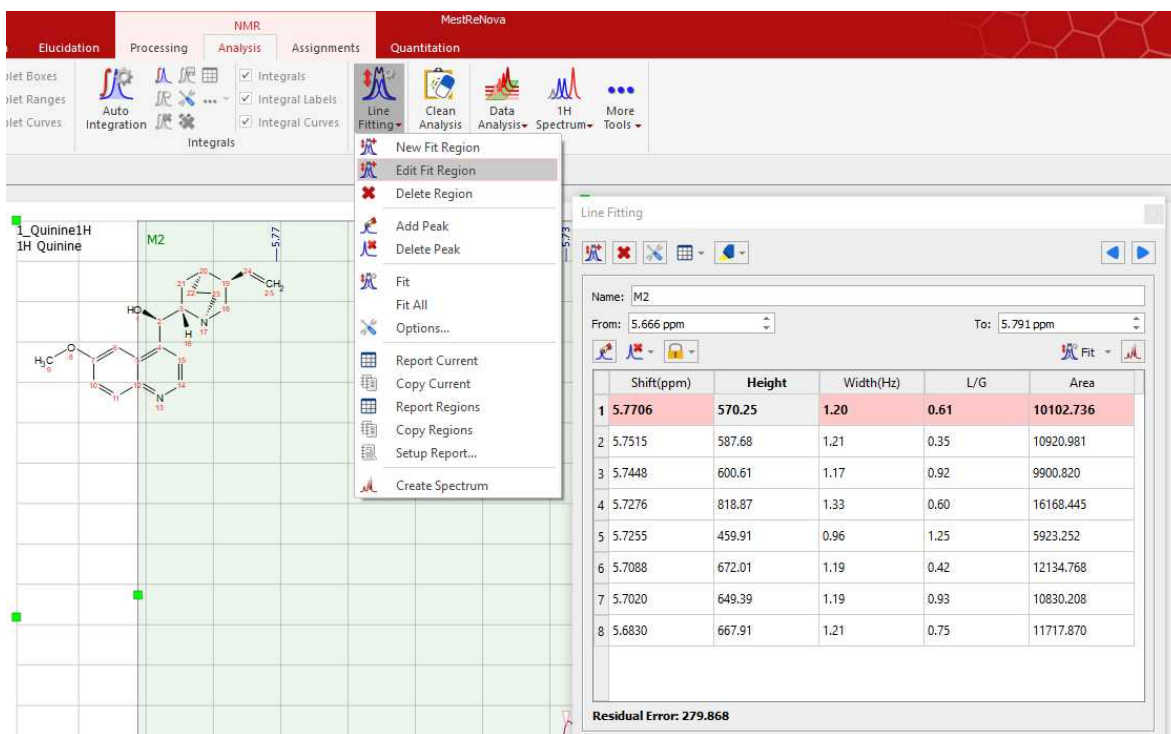 NMR
MestReNova
Elucidation Processing Analysis Assignments Quantitation
plet Boxes
plet Ranges
plet Curves
Auto
Integration
Integrals
Integral Labels
Integral Curves
Integrals
Line
Fitting
Clean
Analysis
Data
Analysis
1H
Spectrum
More
Tools
New Fit Region
Edit Fit Region
Delete Region
Add Peak
Delete Peak
Fit
Fit All
Options...
Report Current
Copy Current
Report Regions
Copy Regions
Setup Report...
Create Spectrum
1_Quinine1H
1H Quinine
M2
5.77
5.73
HO
H
N
CH2
H3C
O
N
Line Fitting
Name: M2
From: 5.666 ppm To: 5.791 ppm
Fit
Shift(ppm) Height Width(Hz) L/G Area
1 5.7706 570.25 1.20 0.61 10102.736
2 5.7515 587.68 1.21 0.35 10920.981
3 5.7448 600.61 1.17 0.92 9900.820
4 5.7276 818.87 1.33 0.60 16168.445
5 5.7255 459.91 0.96 1.25 5923.252
6 5.7088 672.01 1.19 0.42 12134.768
7 5.7020 649.39 1.19 0.93 10830.208
8 5.6830 667.91 1.21 0.75 11717.870
Residual Error: 279.868